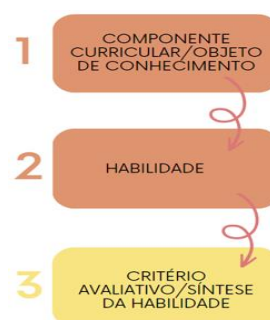 1
COMPONENTE
CURRICULAR/OBJETO
DE CONHECIMENTO
2
HABILIDADE
3
CRITÉRIO
AVALIATIVO/SÍNTESE
DA HABILIDADE